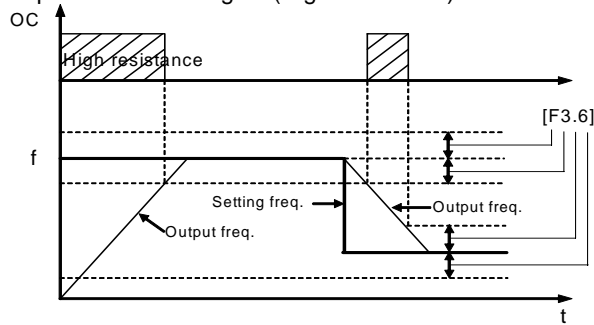 OC
High resistance
[F3.6]
f
Setting freq.
Output freq.
Output freq.
t